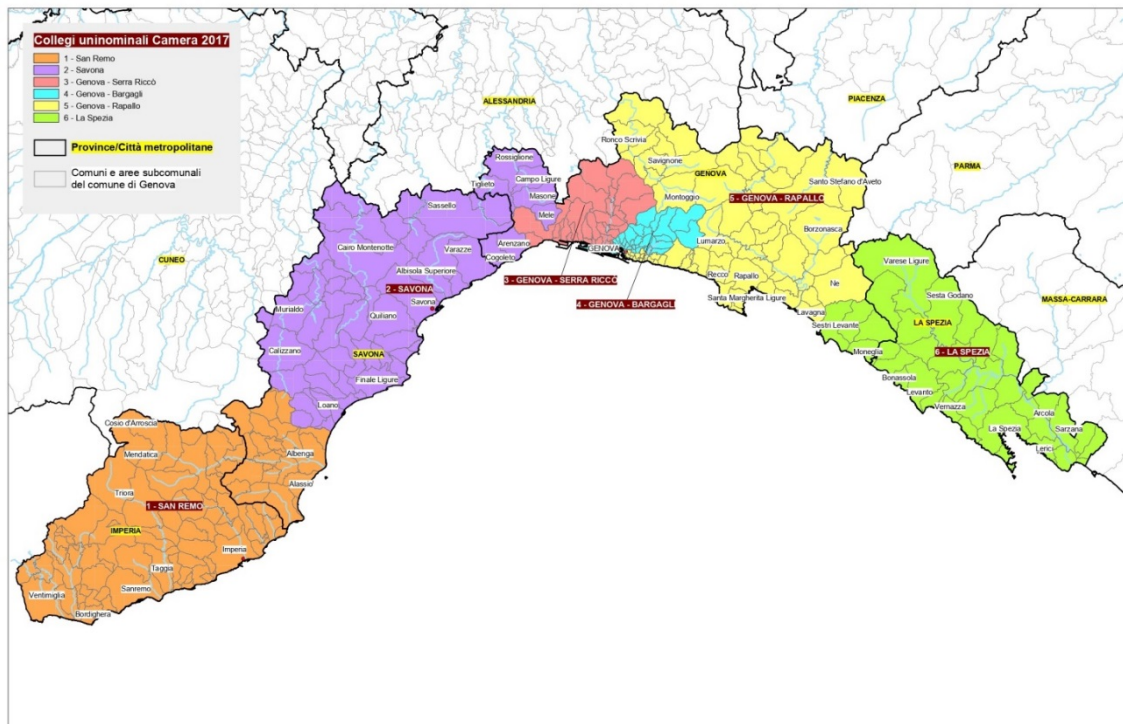 Collegi uninominali Camera 2017
1 - San Remo
2 - Savona
3 - Genova - Serra Riccò
4 - Genova - Bargagli
5 - Genova - Rapallo
6 - La Spezia
Province/Città metropolitane
Comuni e aree subcomunali
del comune di Genova
ALESSANDRIA
PIACENZA
PARMA
CUNEO
MASSA-CARRARA
Ronco Scrivia
Rossiglione
Savignone
Campo Ligure
Tiglieto
GENOVA
Santo Stefano d'Aveto
Masone
Montoggio
5 - GENOVA - RAPALLO
Sassello
Mele
Borzonasca
Cairo Montenotte
Varazze
Arenzano
GENOVA
Lumarzo
Cogoleto
Varese Ligure
Albisola Superiore
3 - GENOVA - SERRA RICCÒ
Recco
Rapallo
Ne
2 - SAVONA
Savona
4 - GENOVA - BARGAGLI
Santa Margherita Ligure
Sesta Godano
Murialdo
Quiliano
Lavagna
LA SPEZIA
Sestri Levante
Calizzano
SAVONA
Moneglia
6 - LA SPEZIA
Finale Ligure
Bonassola
Levanto
Loano
Vernazza
Arcola
Cosio d'Arroscia
La Spezia
Sarzana
Mendatica
Albenga
Lerici
Triora
Alassio
1 - SAN REMO
IMPERIA
Imperia
Taggia
Ventimiglia
Sanremo
Bordighera